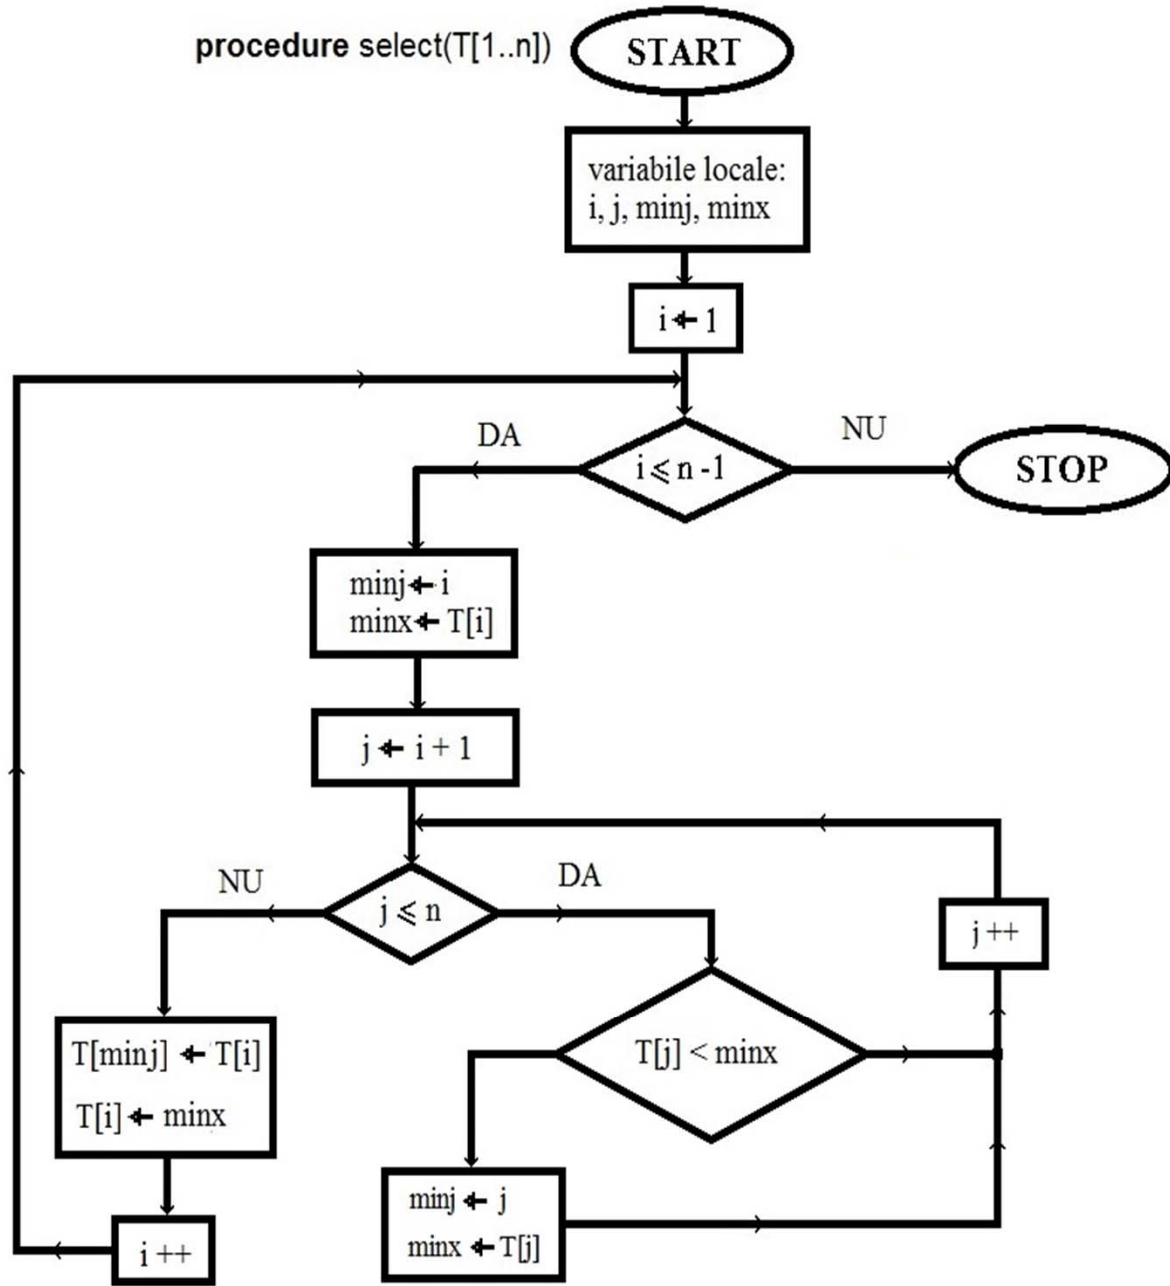 procedure select(T[1..n])
START
variabile locale:
i, j, minj, minx
i ← 1
DA
NU
i ⩽ n -1
STOP
minj ← i
minx ← T[i]
j ← i + 1
NU
DA
j ⩽ n
j ++
T[minj] ← T[i]
T[i] ← minx
T[j] < minx
minj ← j
minx ← T[j]
i ++